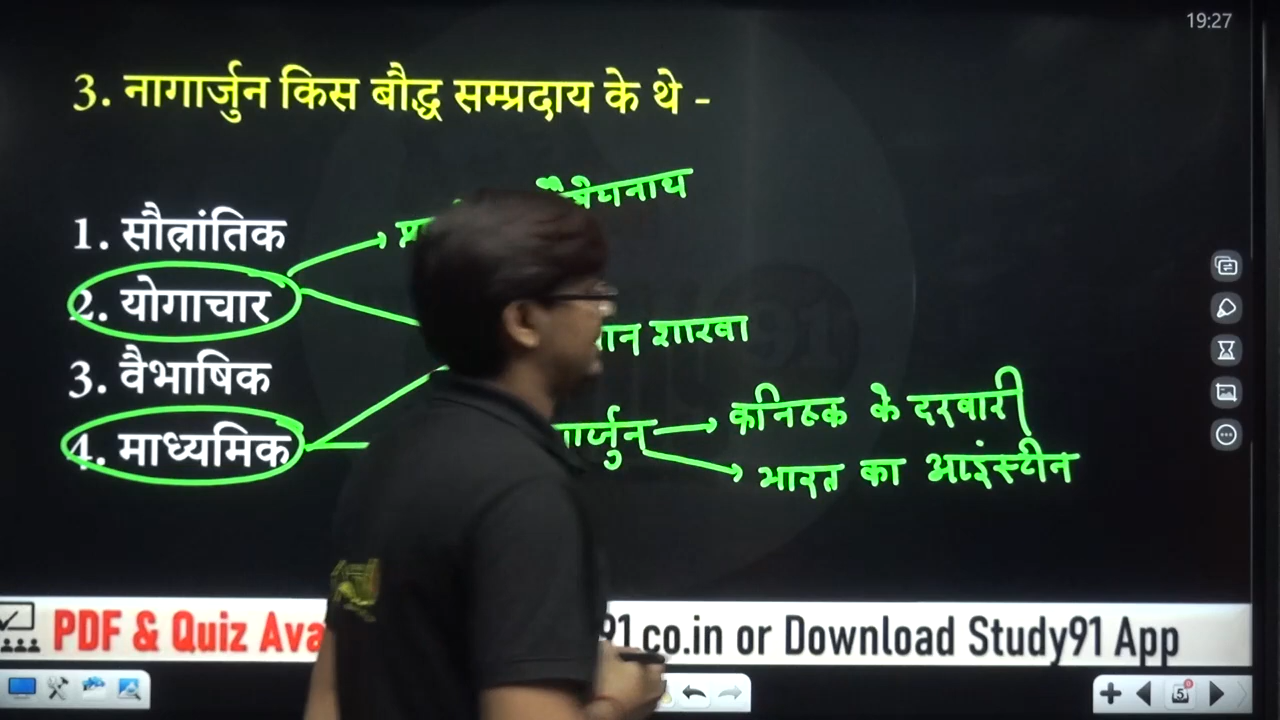 19:27
3. नागार्जुन किस बौद्ध सम्प्रदाय के थे -
1. सौत्रांतिक
2. योगाचार
शाखा
3. वैभाषिक
कनिष्क के दरबारी
4. माध्यमिक
भारत का आइंस्टीन
PDF & Quiz
91.co.in or Download Study91 App
5